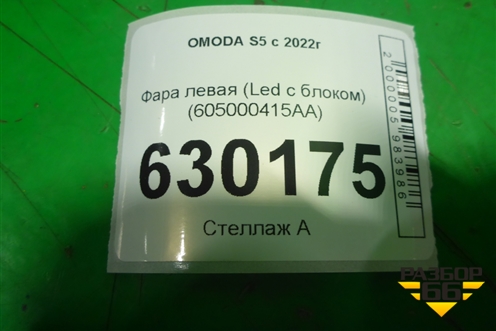 OMODA S5 с 2022г
Фара левая (Led с блоком)
(605000415AA)
630175
Стеллаж А
2000005983986
РАЗБОР
66